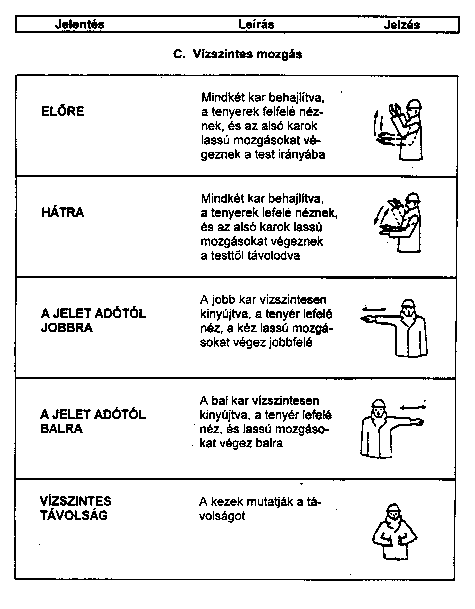 Jelentés Leírás Jelzés
C. Vízszintes mozgás
ELŐRE
Mindkét kar behajlítva,
a tenyerek felfelé néz-
nek, és az alsó karok
lassú mozgásokat vé-
geznek a test irányába
HÁTRA
Mindkét kar behajlítva,
a tenyerek lefelé néznek,
és az alsó karok lassú
mozgásokat végeznek
a testtől távolodva
A JELET ADÓTÓL
JOBBRA
A jobb kar vízszintesen
kinyújtva, a tenyér lefelé
néz, a kéz lassú mozgá-
sokat végez jobbfelé
A JELET ADÓTÓL
BALRA
A bal kar vízszintesen
kinyújtva, a tenyér lefelé
néz, és lassú mozgáso-
kat végez balra
VÍZSZINTES
TÁVOLSÁG
A kezek mutatják a tá-
volságot